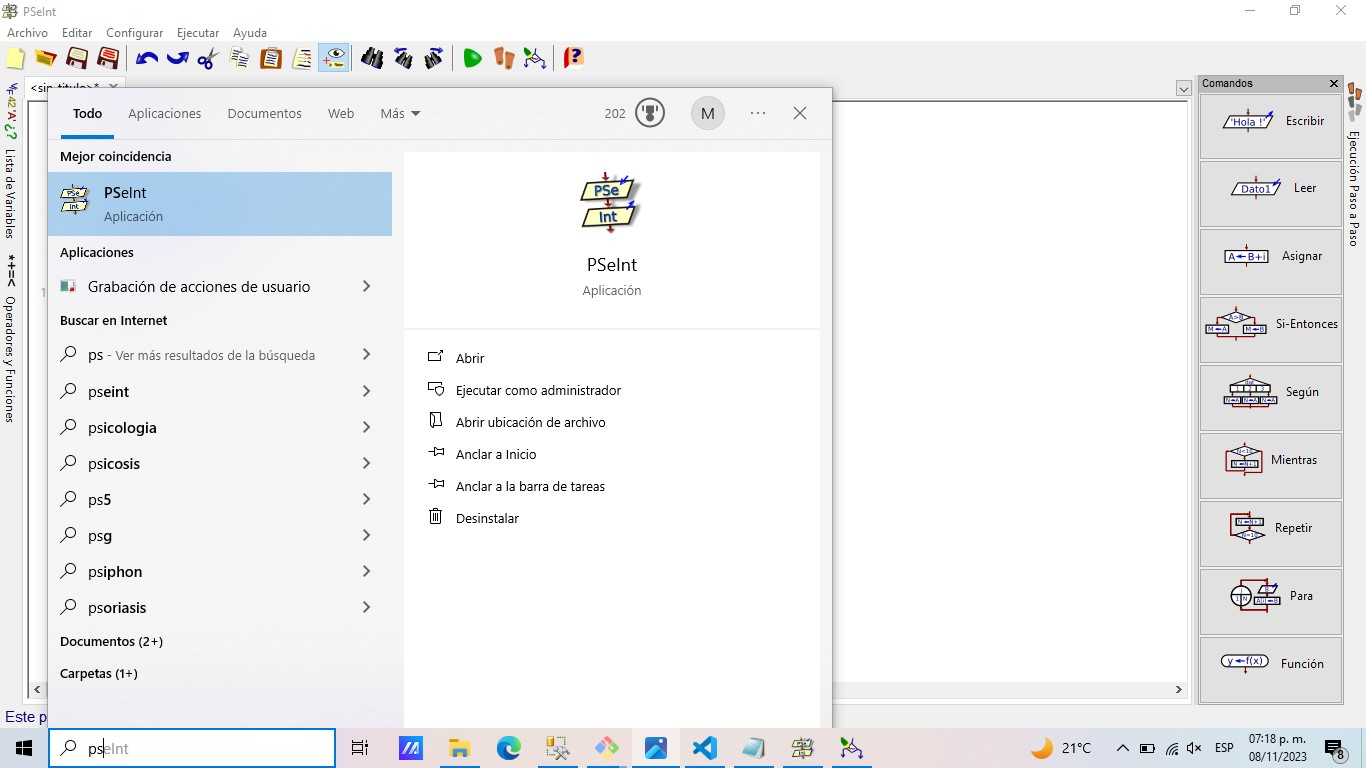 PSeInt
Archivo Editar Configurar Ejecutar Ayuda
<sin_titulo>*
Todo Aplicaciones Documentos Web Más 202 M
Mejor coincidencia
PSeInt
Aplicación
Aplicaciones
Grabación de acciones de usuario
Buscar en Internet
ps - Ver más resultados de la búsqueda
pseint
psicologia
psicosis
ps5
psg
psiphon
psoriasis
Documentos (2+)
Carpetas (1+)
PSe
Int
PSeInt
Aplicación
Abrir
Ejecutar como administrador
Abrir ubicación de archivo
Anclar a Inicio
Anclar a la barra de tareas
Desinstalar
Lista de Variables
*+=< Operadores y Funciones
Comandos
'Hola !' Escribir
Dato1 Leer
A←B+i Asignar
A>B M←A M←B Si-Entonces
Según
Mientras
Repetir
Para
y←f(x) Función
Ejecución Paso a Paso
Este p
pseInt
21°C
ESP
07:18 p. m.
08/11/2023
8